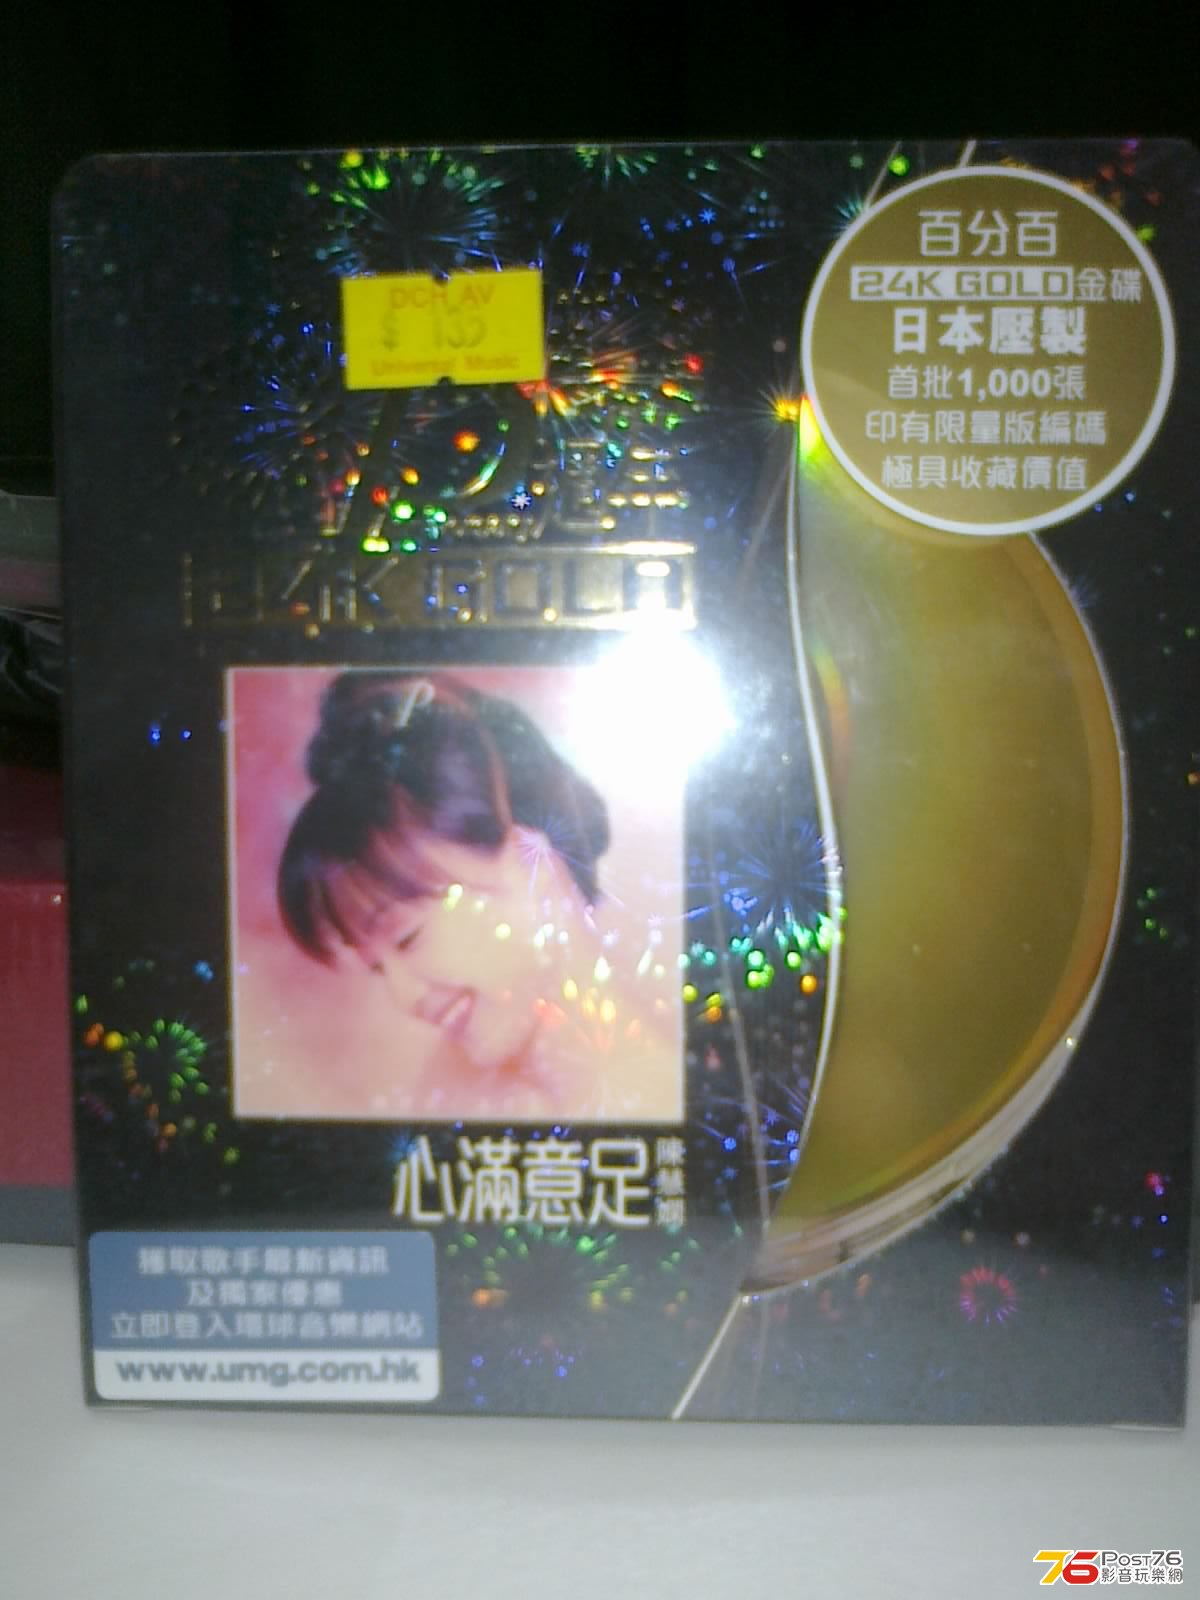 百分百
24K GOLD金碟
日本壓製
首批1,000張
印有限量版編碼
極具收藏價值
DCH AV
Universal Music
24K GOLD
心滿意足
陳慧嫻
獲取歌手最新資訊
及獨家優惠
立即登入環球音樂網站
www.umg.com.hk
76 POST76
影音玩樂網